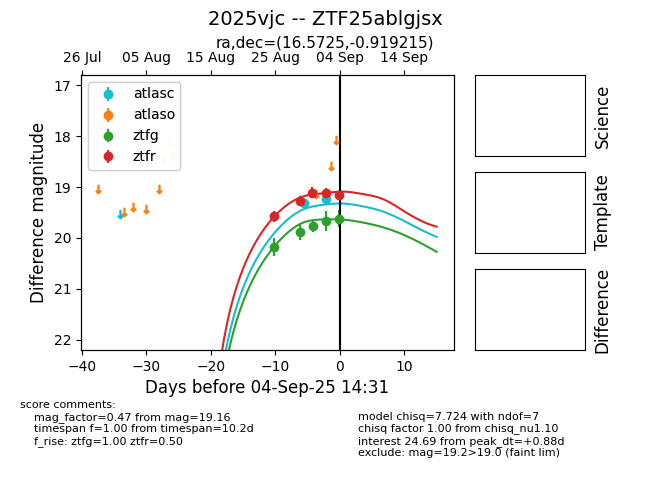 2025vjc -- ZTF25ablgjsx
ra,dec=(16.5725,-0.919215)
26 Jul 05 Aug 15 Aug 25 Aug 04 Sep 14 Sep
17
18
19
20
21
22
Difference magnitude
atlasc
atlaso
ztfg
ztfr
−40 −30 −20 −10 0 10
Days before 04-Sep-25 14:31
Science
Template
Difference
score comments:
mag_factor=0.47 from mag=19.16
timespan f=1.00 from timespan=10.2d
f_rise: ztfg=1.00 ztfr=0.50
model chisq=7.724 with ndof=7
chisq factor 1.00 from chisq_nu1.10
interest 24.69 from peak_dt=+0.88d
exclude: mag=19.2>19.0 (faint lim)